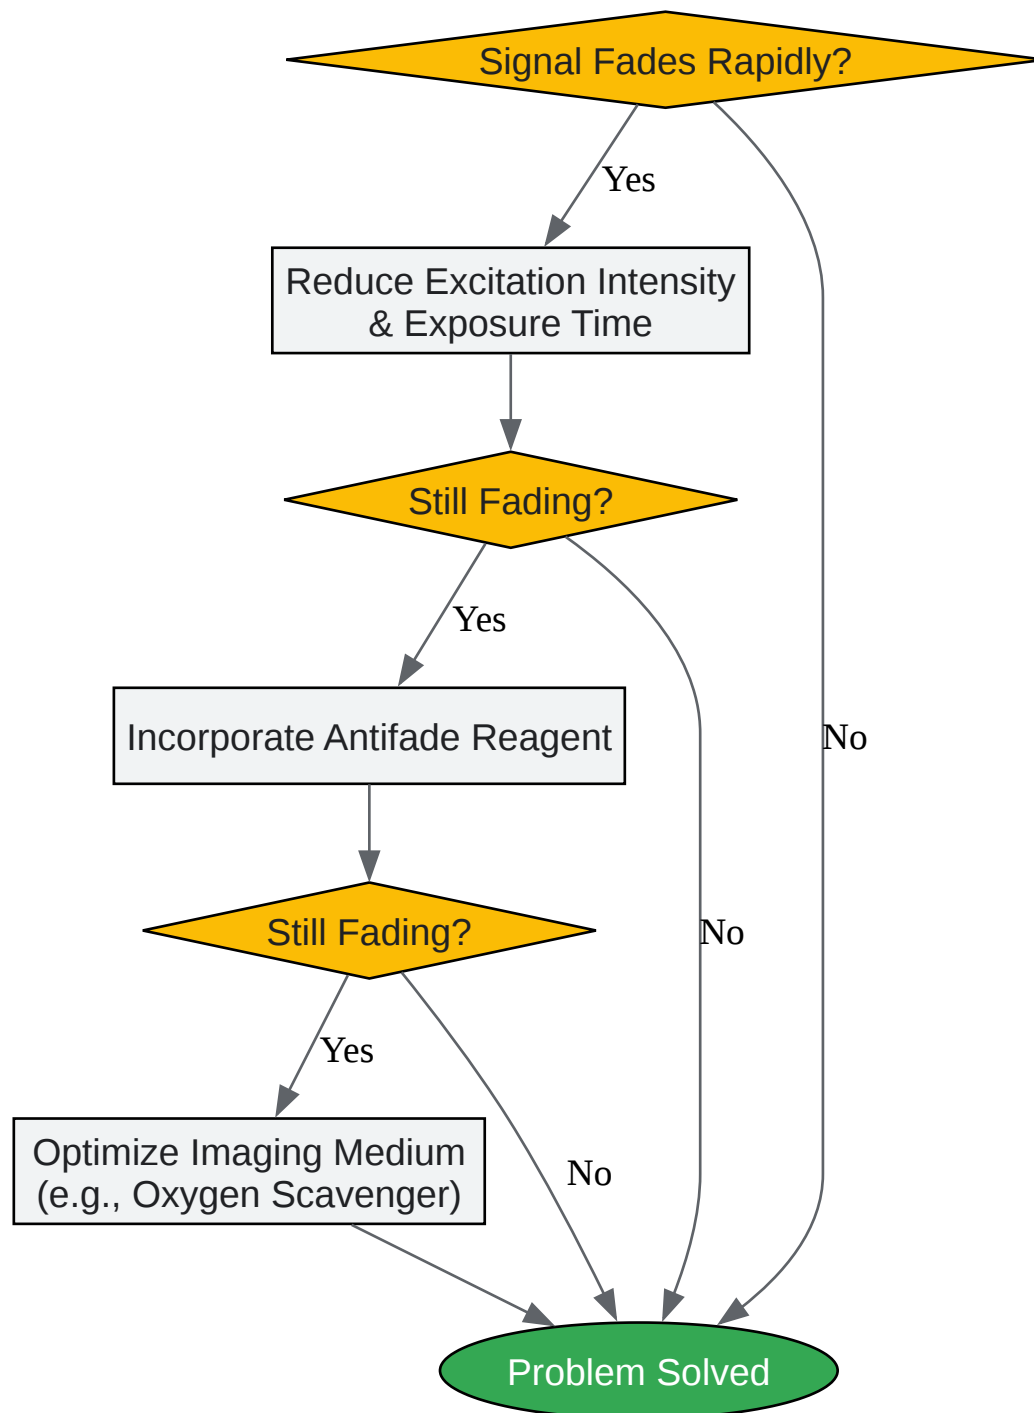 Signal Fades Rapidly?
Yes
Reduce Excitation Intensity
& Exposure Time
Still Fading?
Yes
Incorporate Antifade Reagent
No
Still Fading?
No
Yes
Optimize Imaging Medium
(e.g., Oxygen Scavenger)
No
Problem Solved